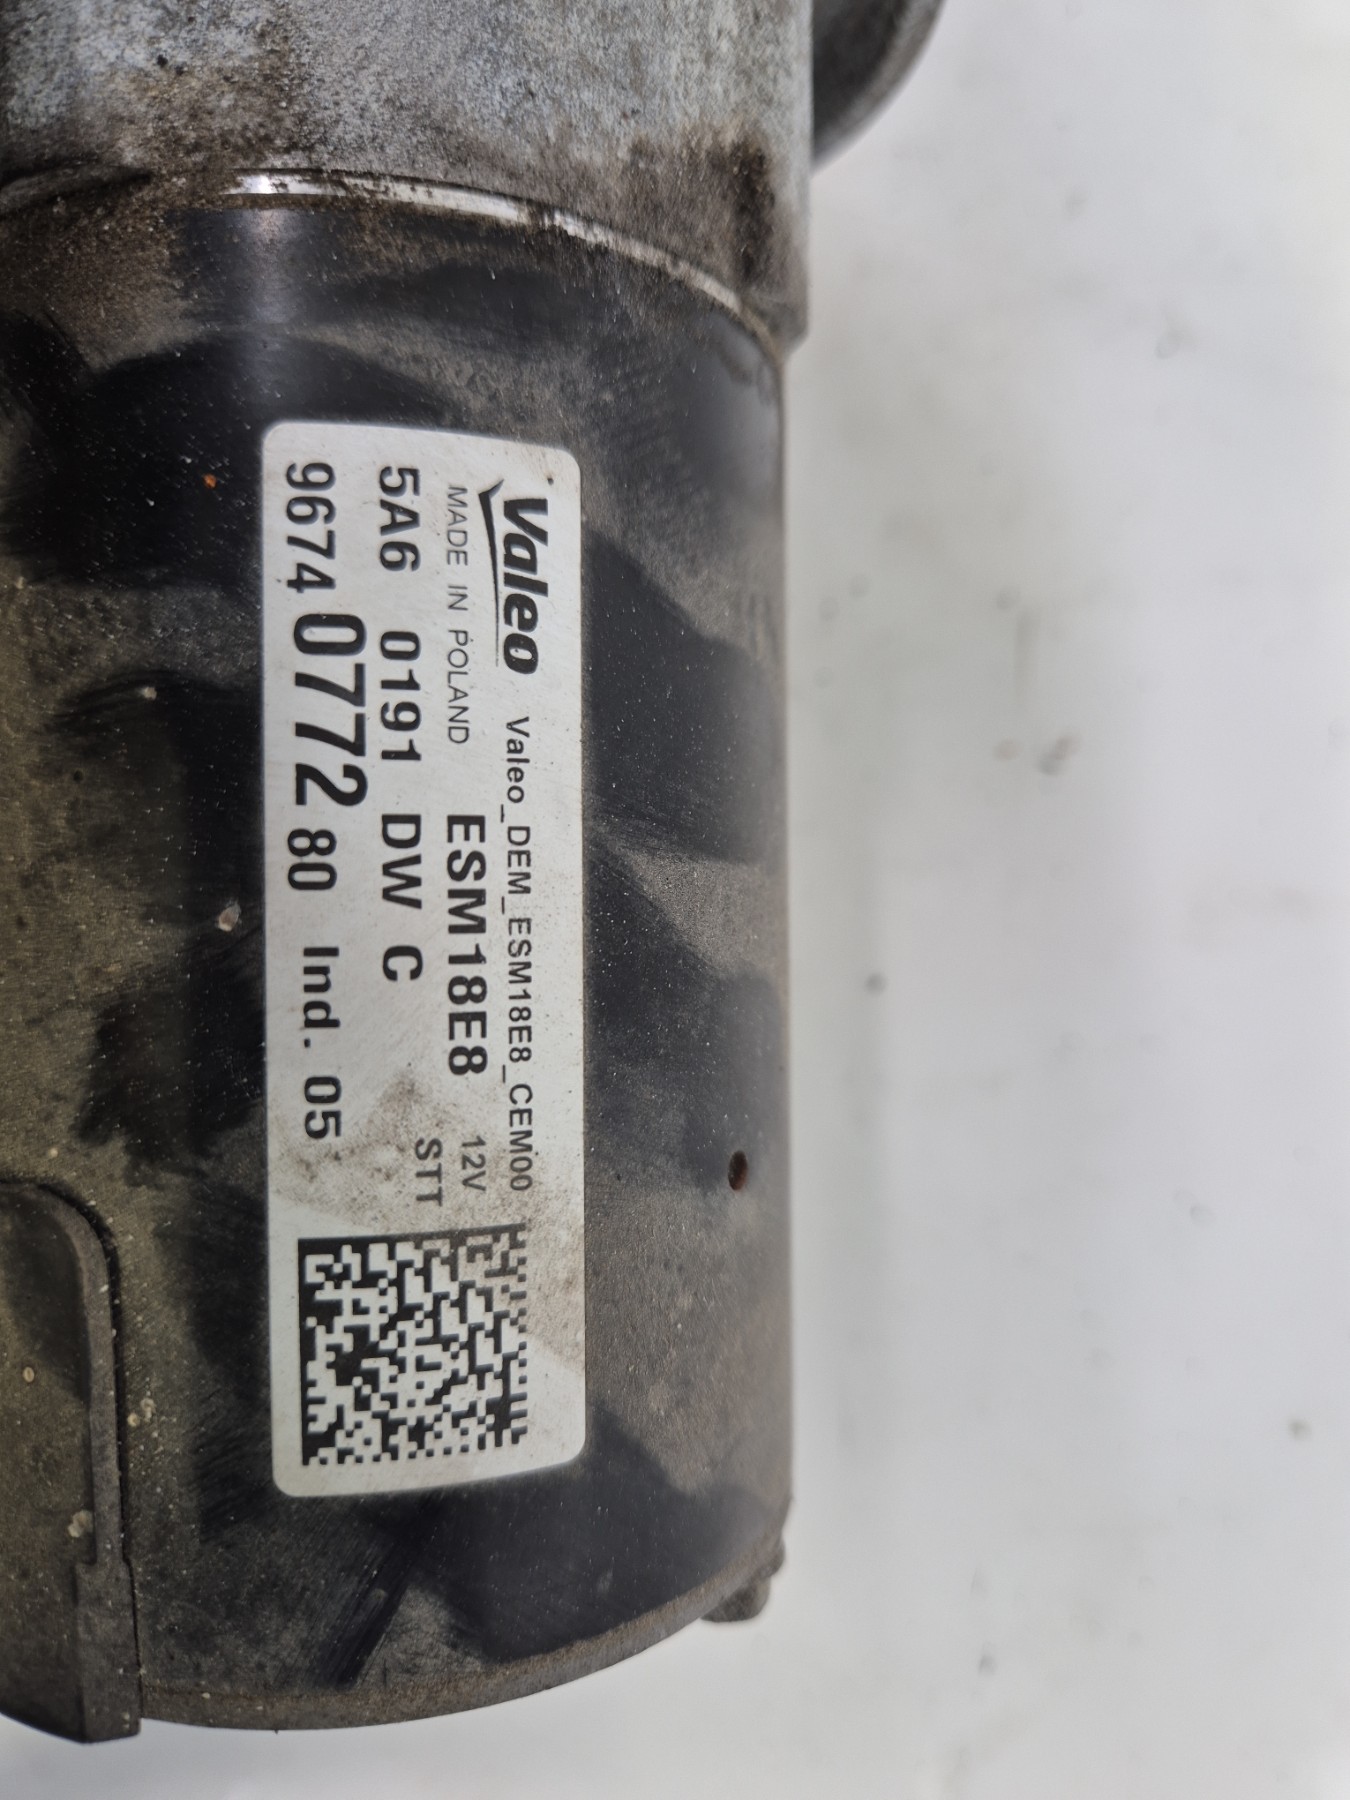 Valeo Valeo_DEM_ESM18E8_CEM00
MADE IN POLAND ESM18E8 12V
5A6 0191 DW C STT
9674 0772 80 Ind. 05